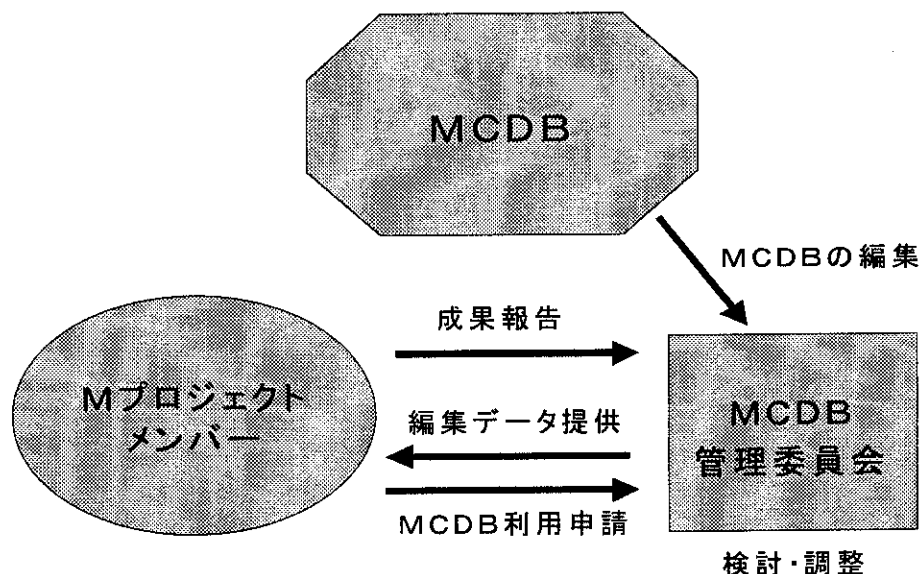 MCDB
MCDBの編集
成果報告
Mプロジェクト
メンバー
編集データ提供
MCDB利用申請
MCDB
管理委員会
検討・調整